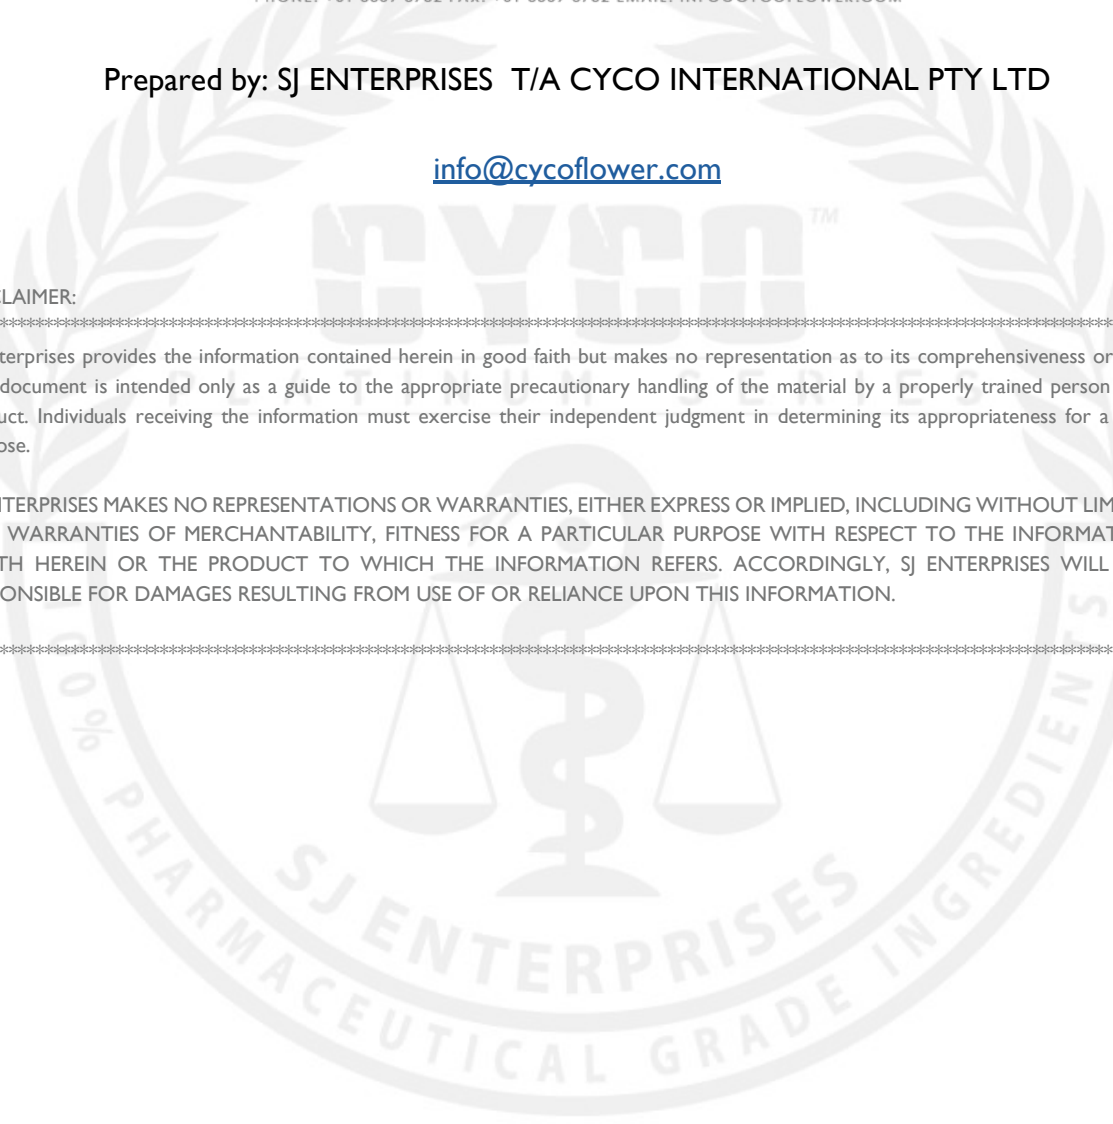 Prepared by: SJ ENTERPRISES T/A CYCO INTERNATIONAL PTY LTD
info@cycoflower.com
CYCO TM
CLAIMER:
terprises provides the information contained herein in good faith but makes no representation as to its comprehensiveness or
document is intended only as a guide to the appropriate precautionary handling of the material by a properly trained person
uct. Individuals receiving the information must exercise their independent judgment in determining its appropriateness for a
ose.
PLATINUM SERIES
NTERPRISES MAKES NO REPRESENTATIONS OR WARRANTIES, EITHER EXPRESS OR IMPLIED, INCLUDING WITHOUT LIM
WARRANTIES OF MERCHANTABILITY, FITNESS FOR A PARTICULAR PURPOSE WITH RESPECT TO THE INFORMAT
TH HEREIN OR THE PRODUCT TO WHICH THE INFORMATION REFERS. ACCORDINGLY, SJ ENTERPRISES WILL
ONSIBLE FOR DAMAGES RESULTING FROM USE OF OR RELIANCE UPON THIS INFORMATION.
SJ ENTERPRISES
100% PHARMACEUTICAL GRADE INGREDIENTS